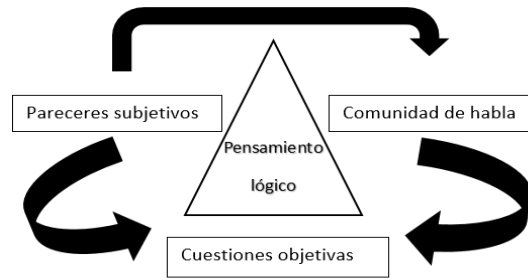 Pareceres subjetivos
Comunidad de habla
Pensamiento
lógico
Cuestiones objetivas